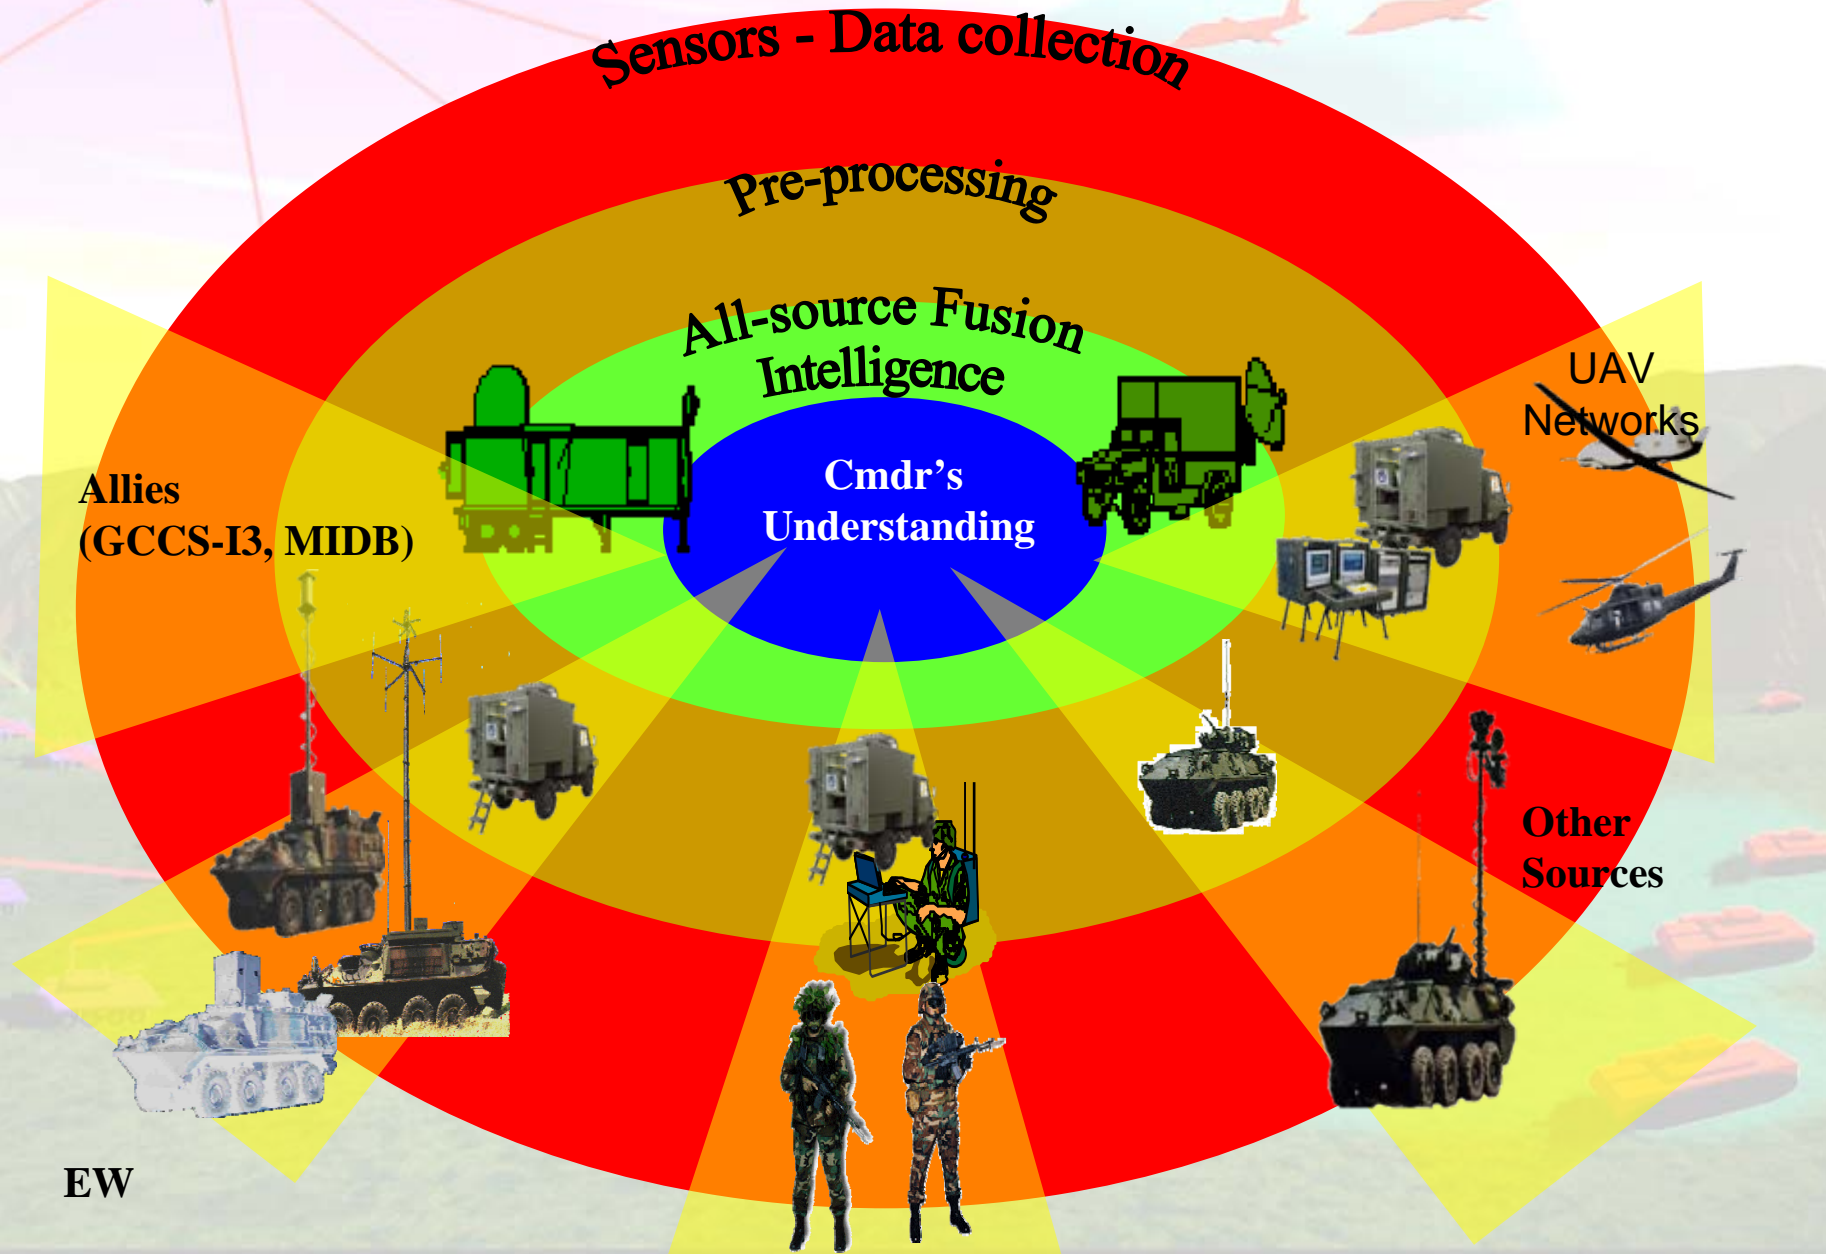 Sensors - Data collection
Pre-processing
All-source Fusion
Intelligence
Cmdr's
Understanding
UAV
Networks
Allies
(GCCS-I3, MIDB)
Other
Sources
EW